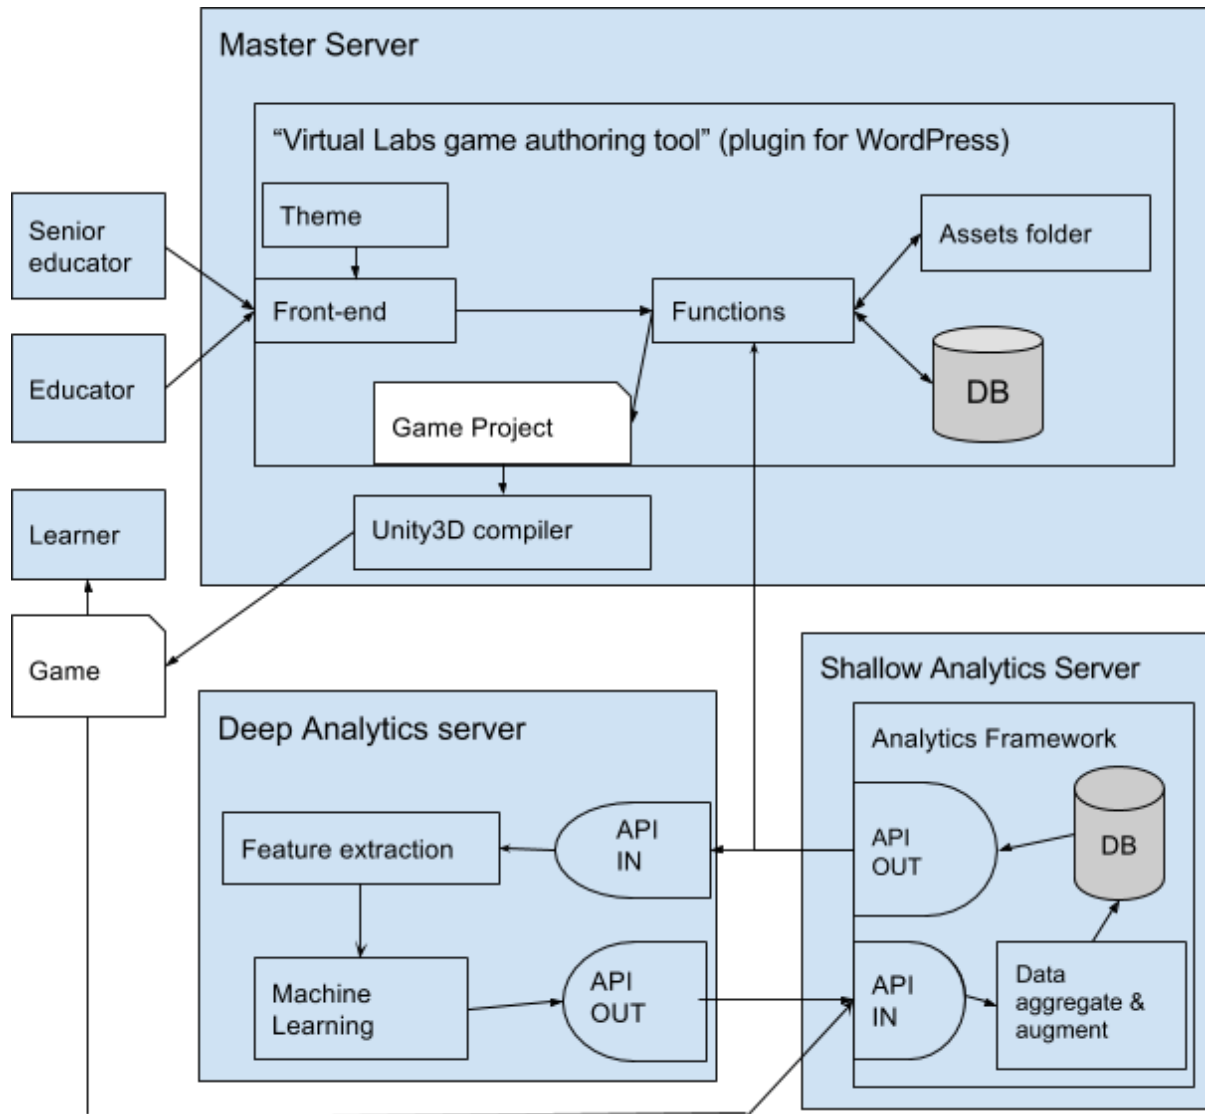 Master Server
“Virtual Labs game authoring tool” (plugin for WordPress)
Theme
Senior
educator
Assets folder
Front-end
Functions
Educator
DB
Game Project
Learner
Unity3D compiler
Game
Shallow Analytics Server
Deep Analytics server
Analytics Framework
Feature extraction
API
IN
API
OUT
DB
Machine
Learning
API
OUT
API
IN
Data
aggregate &
augment